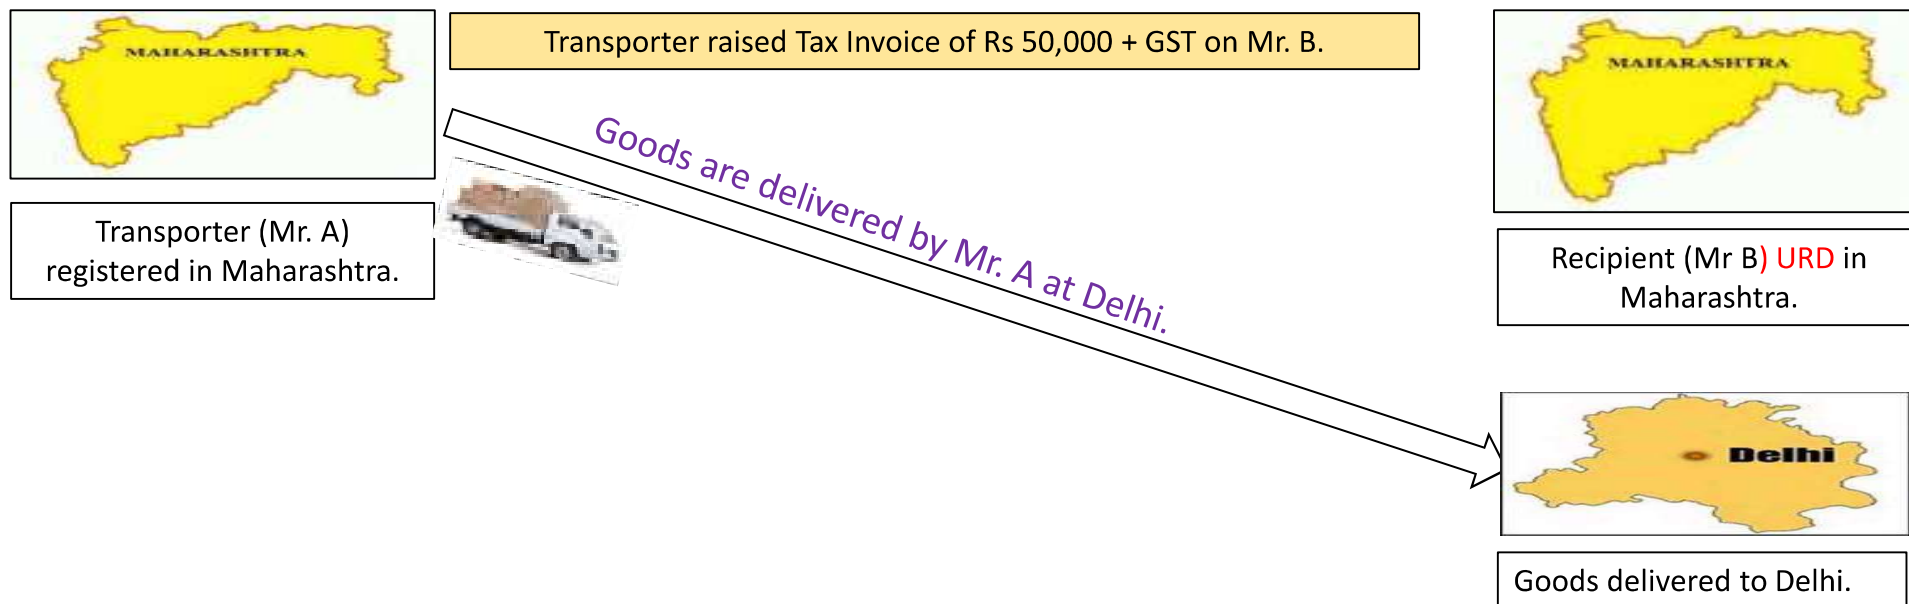 MAHARASHTRA
Transporter raised Tax Invoice of Rs 50,000 + GST on Mr. B.
MAHARASHTRA
Transporter (Mr. A)
registered in Maharashtra.
Goods are delivered by Mr. A at Delhi.
Recipient (Mr B) URD in
Maharashtra.
Delhi
Goods delivered to Delhi.